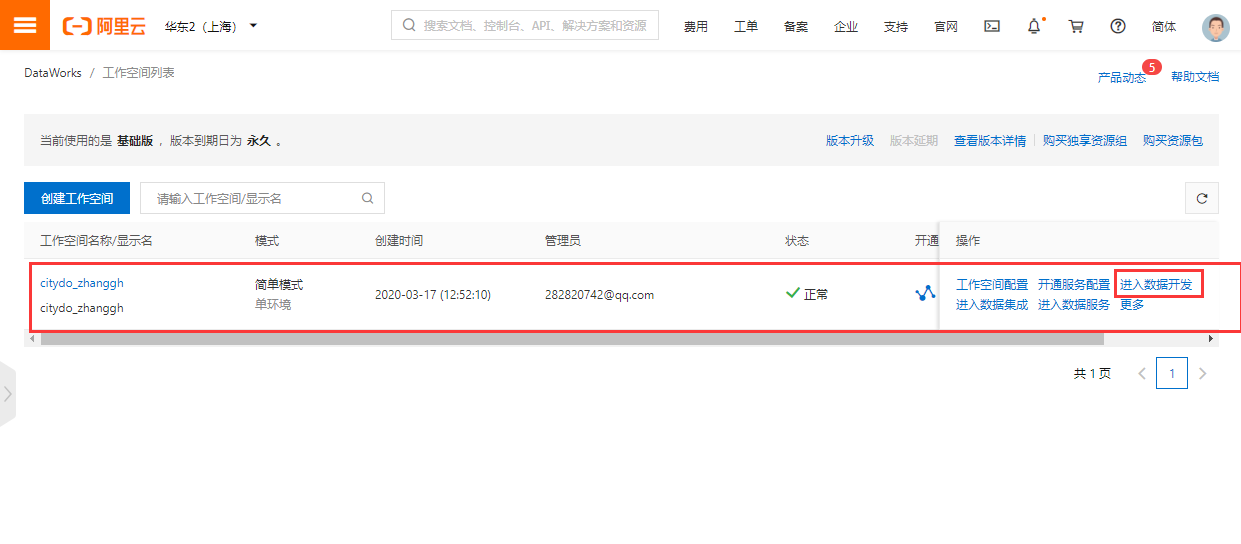 阿里云 华东2（上海） 搜索文档、控制台、API、解决方案和资源 费用 工单 备案 企业 支持 官网 简体
DataWorks / 工作空间列表 产品动态 5 帮助文档
当前使用的是 基础版 ，版本到期日为 永久 。 版本升级 版本延期 查看版本详情 购买独享资源组 购买资源包
创建工作空间 请输入工作空间/显示名
工作空间名称/显示名 模式 创建时间 管理员 状态 开通 操作
citydo_zhanggh 简单模式 工作空间配置 开通服务配置 进入数据开发
2020-03-17 (12:52:10) 282820742@qq.com 正常
citydo_zhanggh 单环境 进入数据集成 进入数据服务 更多
共 1 页 1